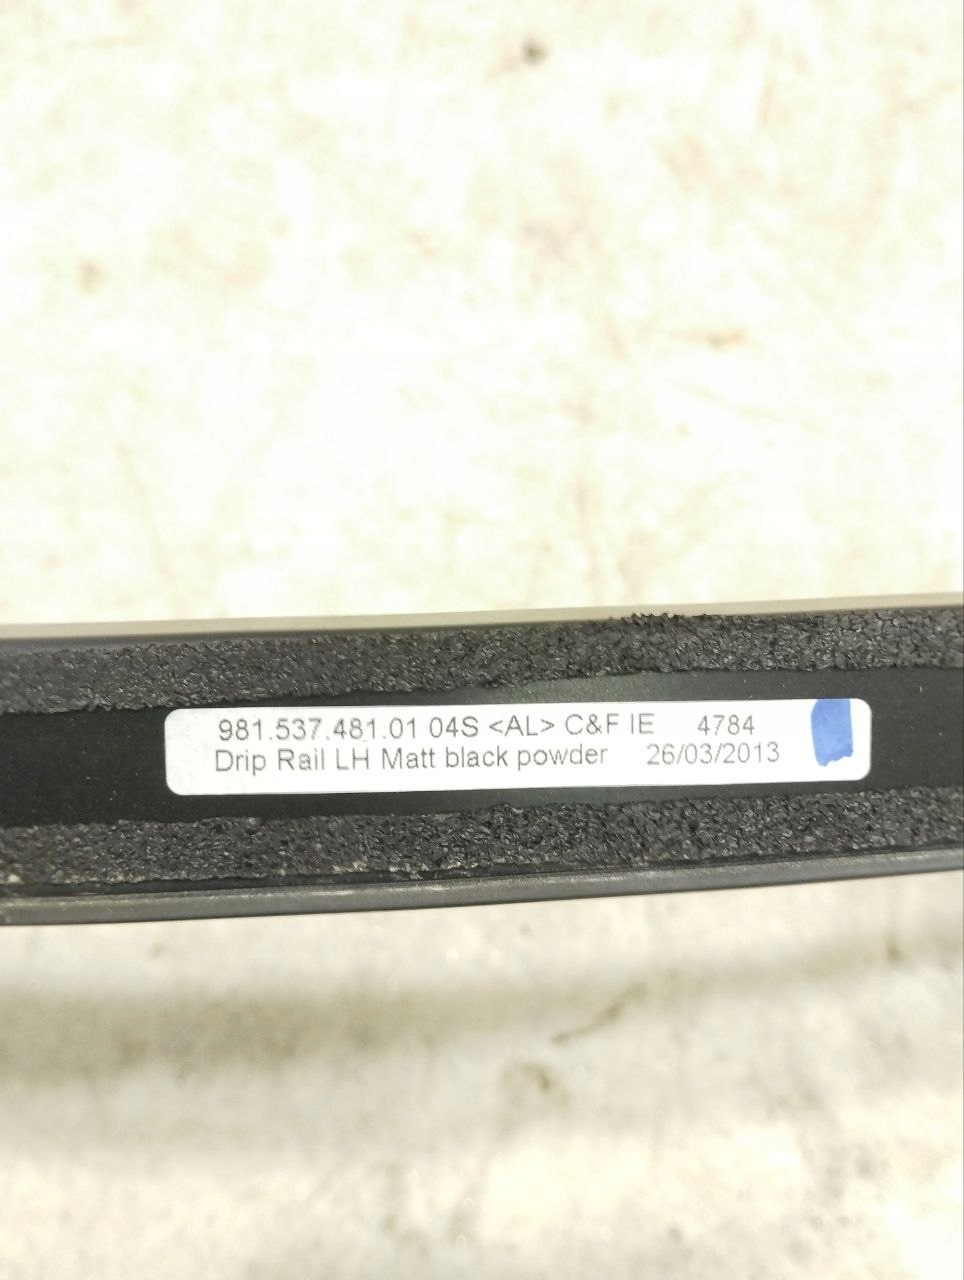 981.537.481.01 04S <AL> C&F IE 4784
Drip Rail LH Matt black powder 26/03/2013